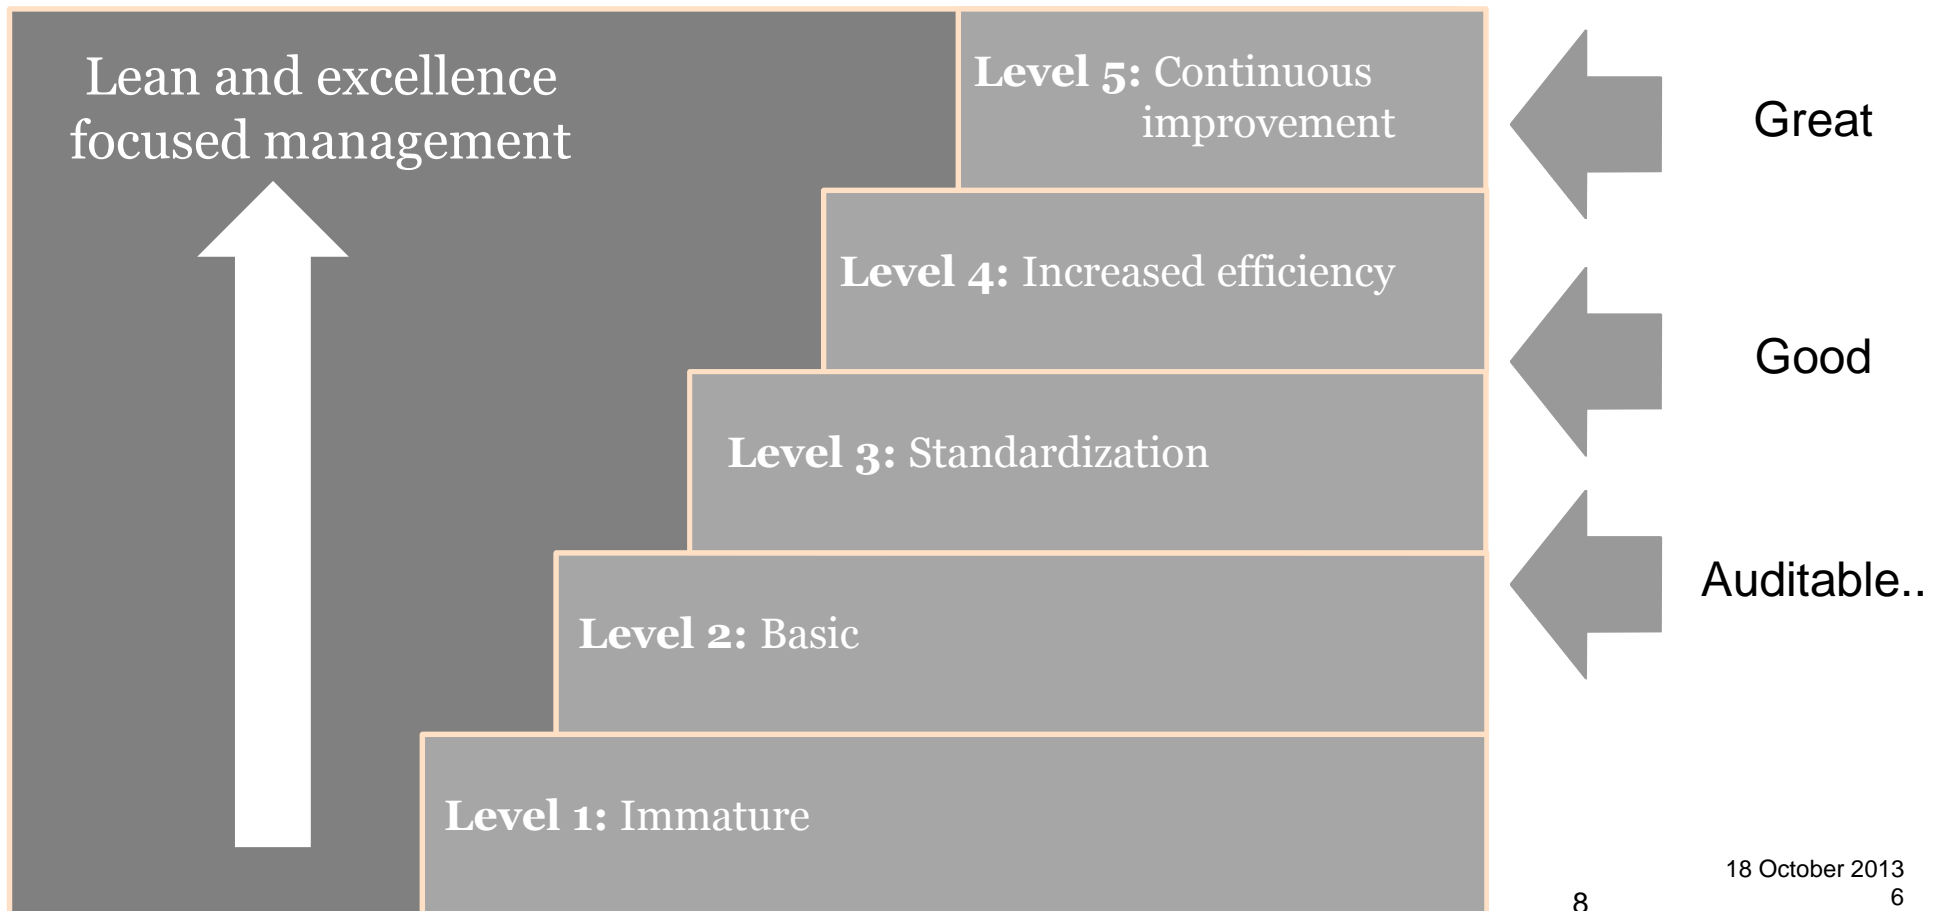 Lean and excellence
focused management
Level 5: Continuous
improvement
Great
Level 4: Increased efficiency
Good
Level 3: Standardization
Auditable..
Level 2: Basic
Level 1: Immature
18 October 2013
6
8